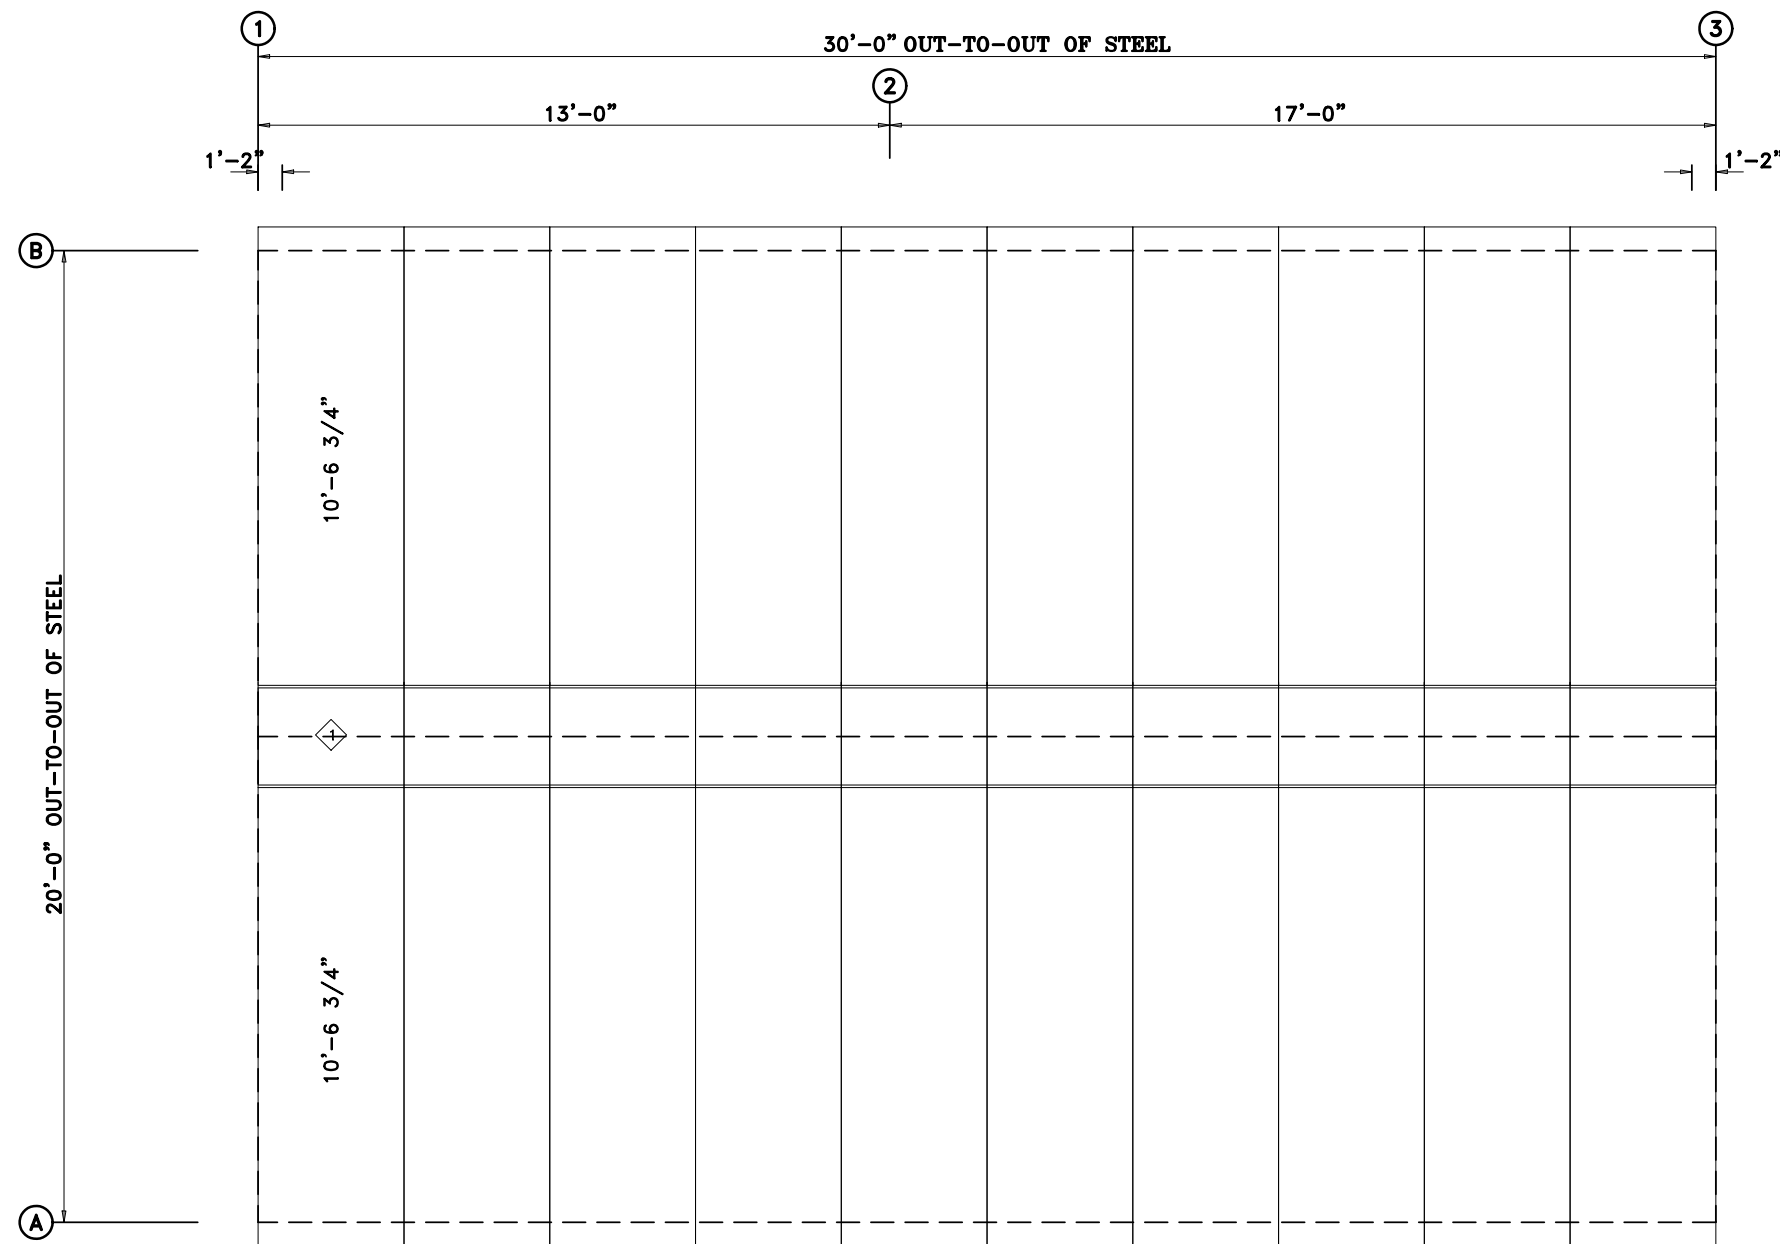 1
3
30'-0" OUT-TO-OUT OF STEEL
2
13'-0"
17'-0"
1'-2"
1'-2"
B
10'-6 3/4"
20'-0" OUT-TO-OUT OF STEEL
1
10'-6 3/4"
A